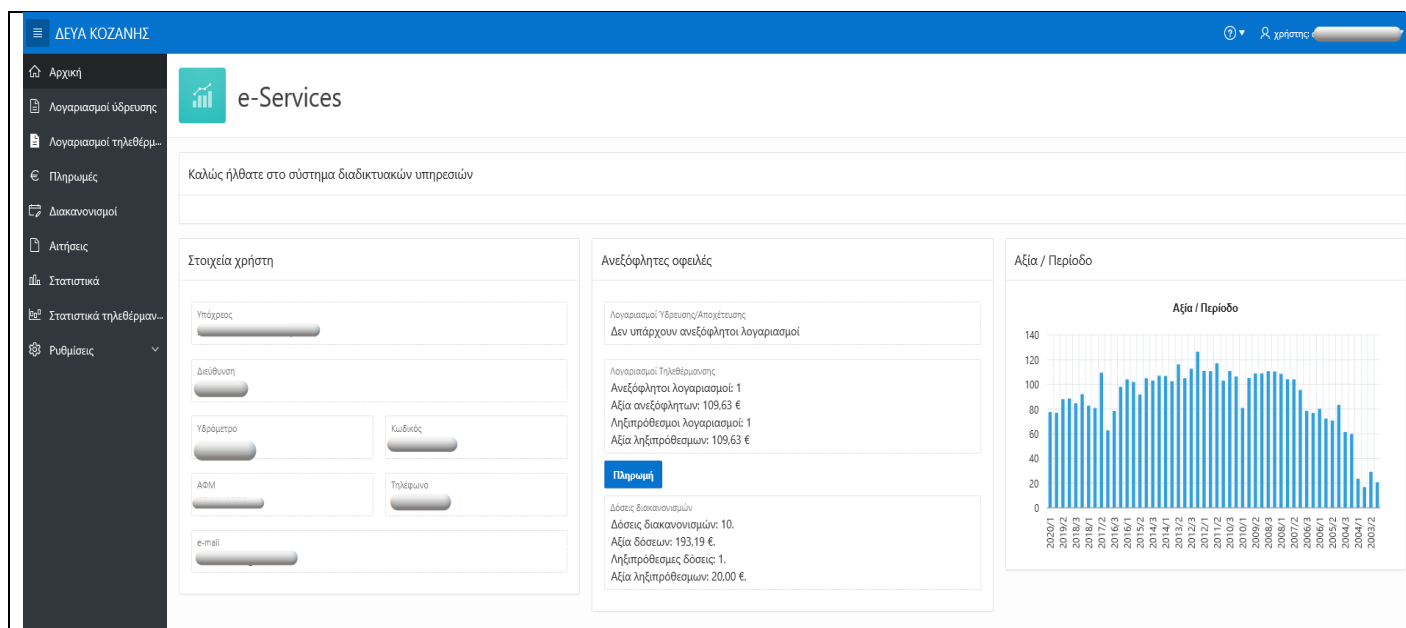 ΔΕΥΑ ΚΟΖΑΝΗΣ
χρήστης:
Αρχική
Λογαριασμοί ύδρευσης
Λογαριασμοί τηλεθέρμ...
Πληρωμές
Διακανονισμοί
Αιτήσεις
Στατιστικά
Στατιστικά τηλεθέρμαν...
Ρυθμίσεις
e-Services
Καλώς ήλθατε στο σύστημα διαδικτυακών υπηρεσιών
Στοιχεία χρήστη
Υπόχρεος
Διεύθυνση
Υδρόμετρο
Κωδικός
ΑΦΜ
Τηλέφωνο
e-mail
Ανεξόφλητες οφειλές
Λογαριασμοί Ύδρευσης/Αποχέτευσης
Δεν υπάρχουν ανεξόφλητοι λογαριασμοί
Λογαριασμοί Τηλεθέρμανσης
Ανεξόφλητοι λογαριασμοί: 1
Αξία ανεξόφλητων: 109,63 €
Ληξιπρόθεσμοι λογαριασμοί: 1
Αξία ληξιπρόθεσμων: 109,63 €
Πληρωμή
Δόσεις διακανονισμών
Δόσεις διακανονισμών: 10.
Αξία δόσεων: 193,19 €.
Ληξιπρόθεσμες δόσεις: 1.
Αξία ληξιπρόθεσμων: 20,00 €.
Αξία / Περίοδο
Αξία / Περίοδο
140
120
100
80
60
40
20
0
2020/1
2019/2
2018/3
2018/1
2017/2
2016/3
2016/1
2015/2
2014/3
2014/1
2013/2
2012/3
2012/1
2011/2
2010/3
2010/1
2009/2
2008/3
2008/1
2007/2
2006/3
2006/1
2005/2
2004/3
2004/1
2003/2